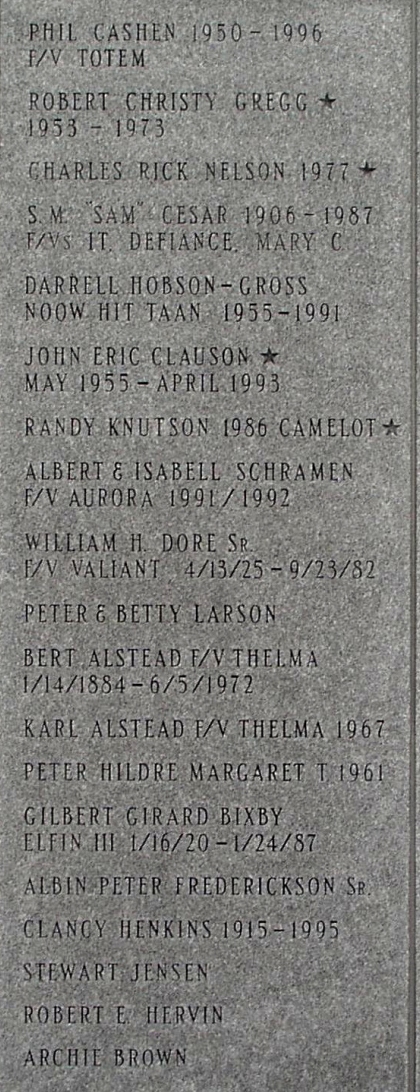 PHIL CASHEN 1950 - 1996
F/V TOTEM
ROBERT CHRISTY GREGG ★
1953 - 1973
CHARLES RICK NELSON 1977 ★
S.M. "SAM" CESAR 1906 - 1987
F/VS IT, DEFIANCE, MARY C
DARRELL HOBSON - GROSS
NOOW HIT TAAN 1955-1991
JOHN ERIC CLAUSON ★
MAY 1955 - APRIL 1993
RANDY KNUTSON 1986 CAMELOT ★
ALBERT & ISABELL SCHRAMEN
F/V AURORA 1991/1992
WILLIAM H. DORE SR.
F/V VALIANT 4/13/25 - 9/23/82
PETER & BETTY LARSON
BERT ALSTEAD F/V THELMA
1/14/1884 - 6/5/1972
KARL ALSTEAD F/V THELMA 1967
PETER HILDRE MARGARET T 1961
GILBERT GIRARD BIXBY
ELFIN III 1/16/20 - 1/24/87
ALBIN PETER FREDERICKSON SR.
CLANCY HENKINS 1915-1995
STEWART JENSEN
ROBERT E. HERVIN
ARCHIE BROWN